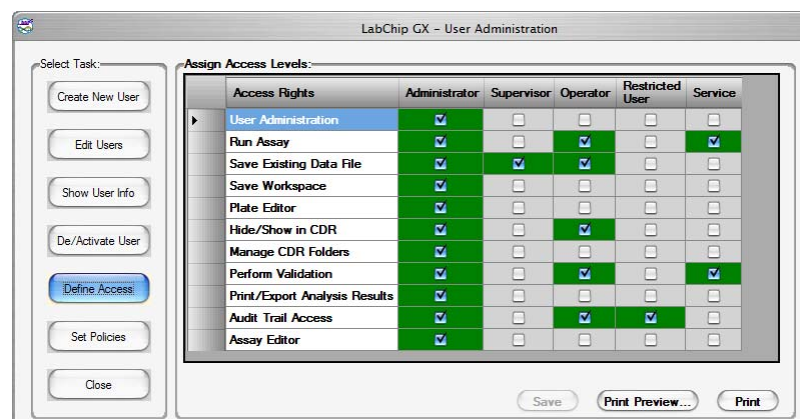 LabChip GX - User Administration
Select Task:
Create New User
Edit Users
Show User Info
De/Activate User
Define Access
Set Policies
Close
Assign Access Levels:
Access Rights Administrator Supervisor Operator Restricted User Service
User Administration
Run Assay
Save Existing Data File
Save Workspace
Plate Editor
Hide/Show in CDR
Manage CDR Folders
Perform Validation
Print/Export Analysis Results
Audit Trail Access
Assay Editor
Save Print Preview... Print